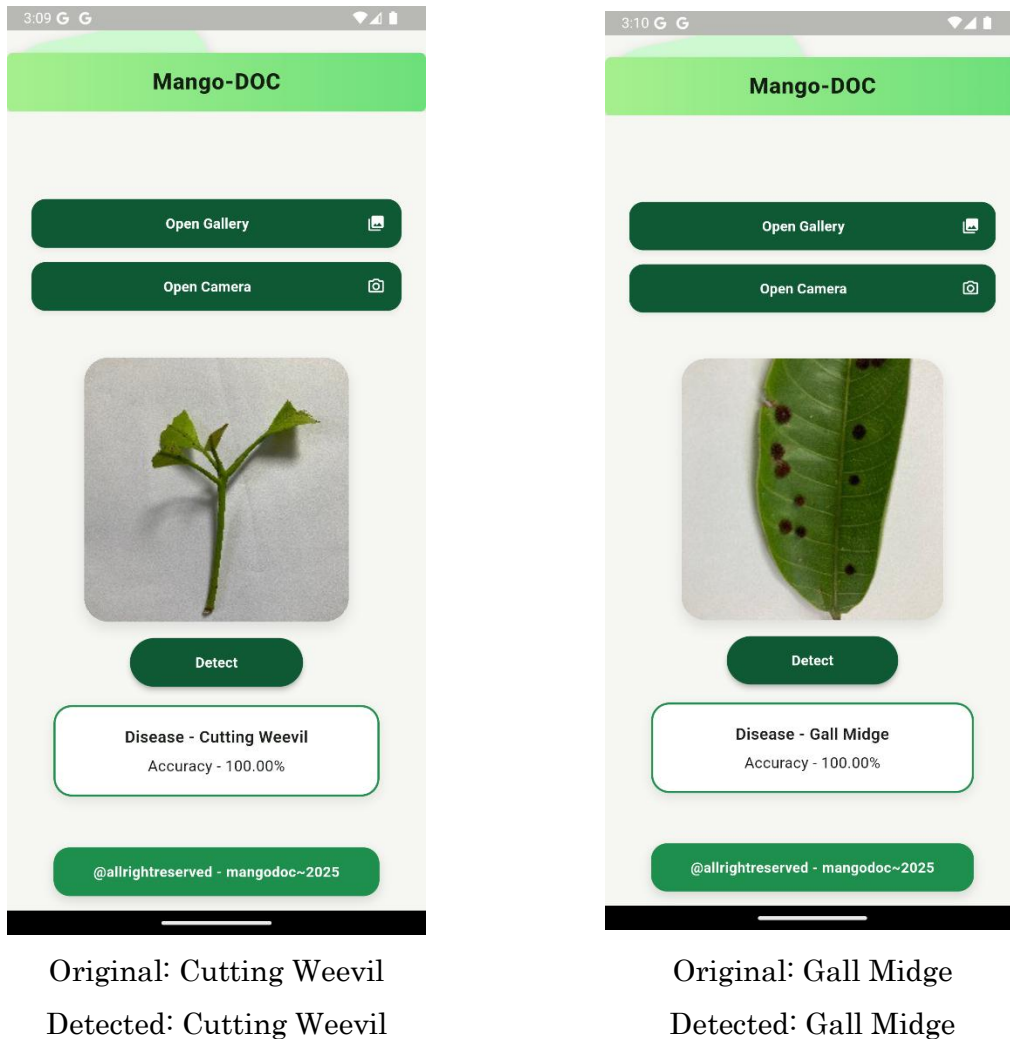 3:09 G G
Mango-DOC
Open Gallery
Open Camera
Detect
Disease - Cutting Weevil
Accuracy - 100.00%
@allrightreserved - mangodoc~2025
Original: Cutting Weevil
Detected: Cutting Weevil
3:10 G G
Mango-DOC
Open Gallery
Open Camera
Detect
Disease - Gall Midge
Accuracy - 100.00%
@allrightreserved - mangodoc~2025
Original: Gall Midge
Detected: Gall Midge